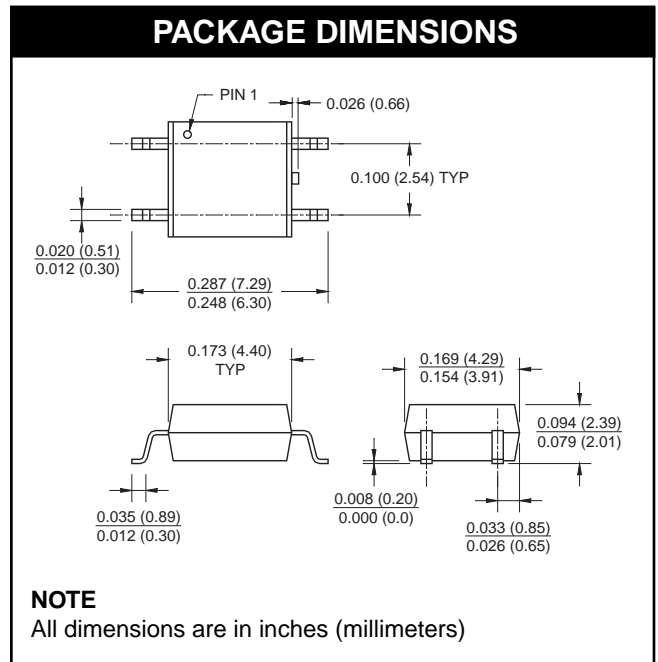 PACKAGE DIMENSIONS
PIN 1
0.026 (0.66)
0.100 (2.54) TYP
0.020 (0.51)
0.012 (0.30)
0.287 (7.29)
0.248 (6.30)
0.173 (4.40)
TYP
0.169 (4.29)
0.154 (3.91)
0.094 (2.39)
0.079 (2.01)
0.035 (0.89)
0.012 (0.30)
0.008 (0.20)
0.000 (0.0)
0.033 (0.85)
0.026 (0.65)
NOTE
All dimensions are in inches (millimeters)